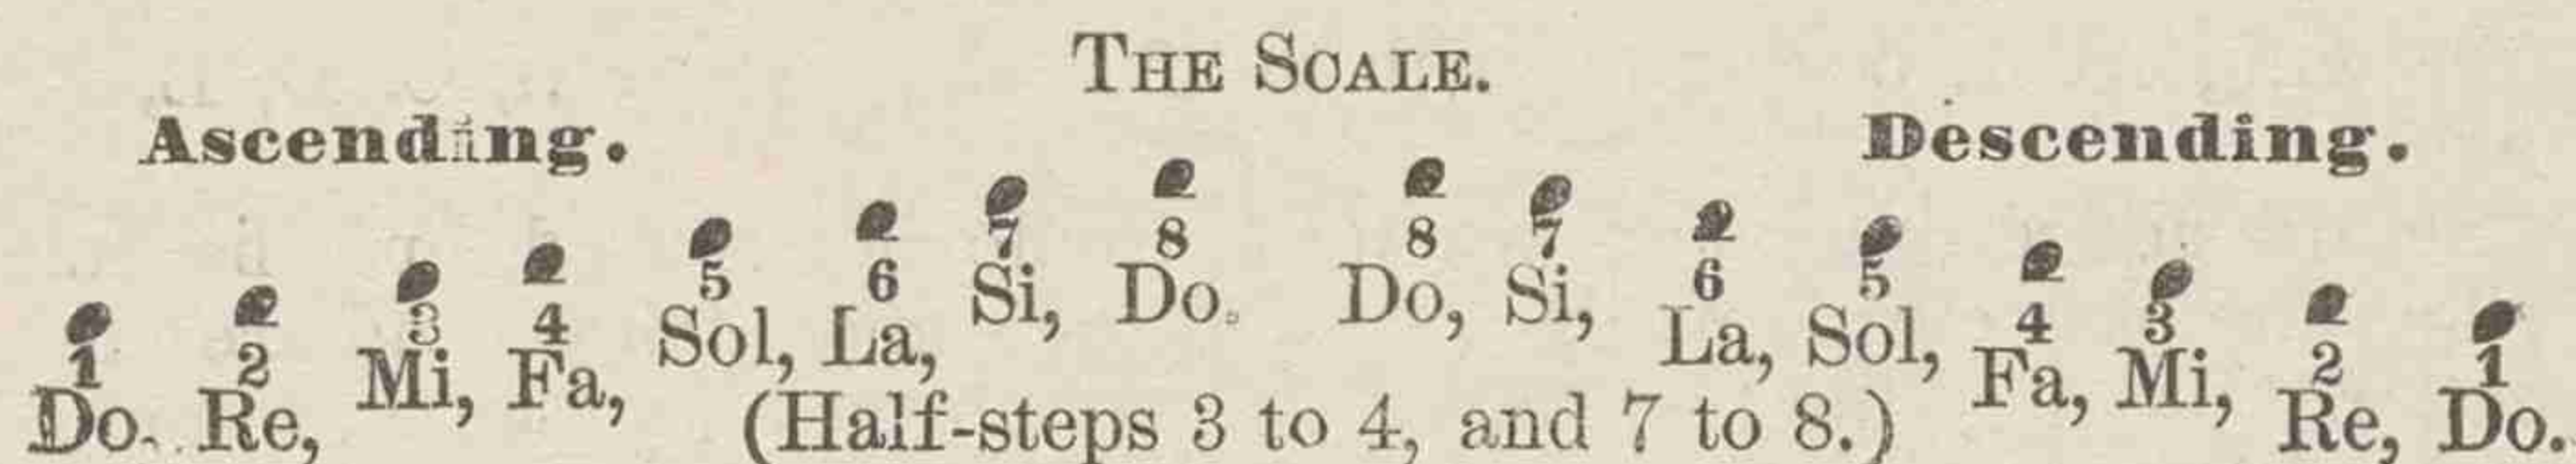 THE SCALE.
Ascending. Descending.
1 2 3 4 5 6 7 8 8 7 6 5 4 3 2 1
Do. Re, Mi, Fa, Sol, La, Si, Do. Do, Si, La, Sol, Fa, Mi, Re, Do.
(Half-steps 3 to 4, and 7 to 8.)